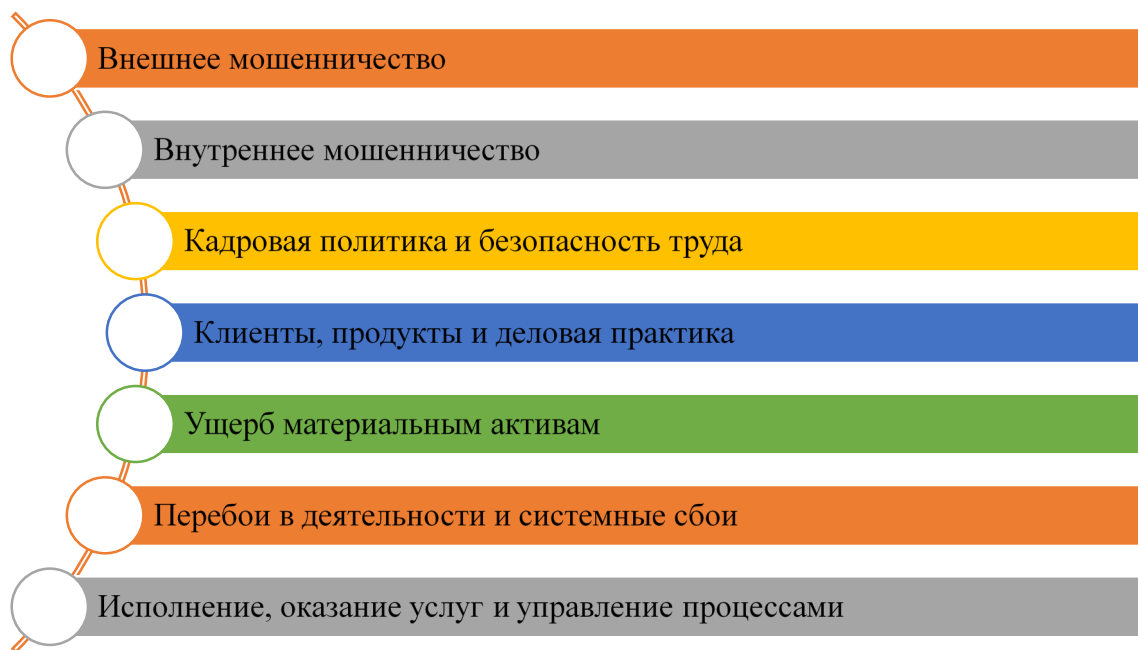 Внешнее мошенничество
Внутреннее мошенничество
Кадровая политика и безопасность труда
Клиенты, продукты и деловая практика
Ущерб материальным активам
Перебои в деятельности и системные сбои
Исполнение, оказание услуг и управление процессами